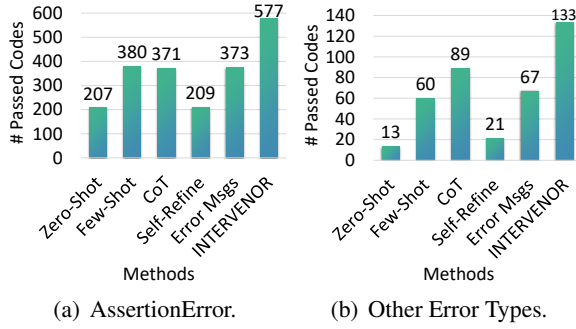 # Passed Codes
600
500
400
300
200
100
0
207
380
371
209
373
577
Zero-Shot
Few-Shot
CoT
Self-Refine
Error Msgs
INTERVENOR
Methods
(a) AssertionError.
# Passed Codes
140
120
100
80
60
40
20
0
13
60
89
21
67
133
Zero-Shot
Few-Shot
CoT
Self-Refine
Error Msgs
INTERVENOR
Methods
(b) Other Error Types.